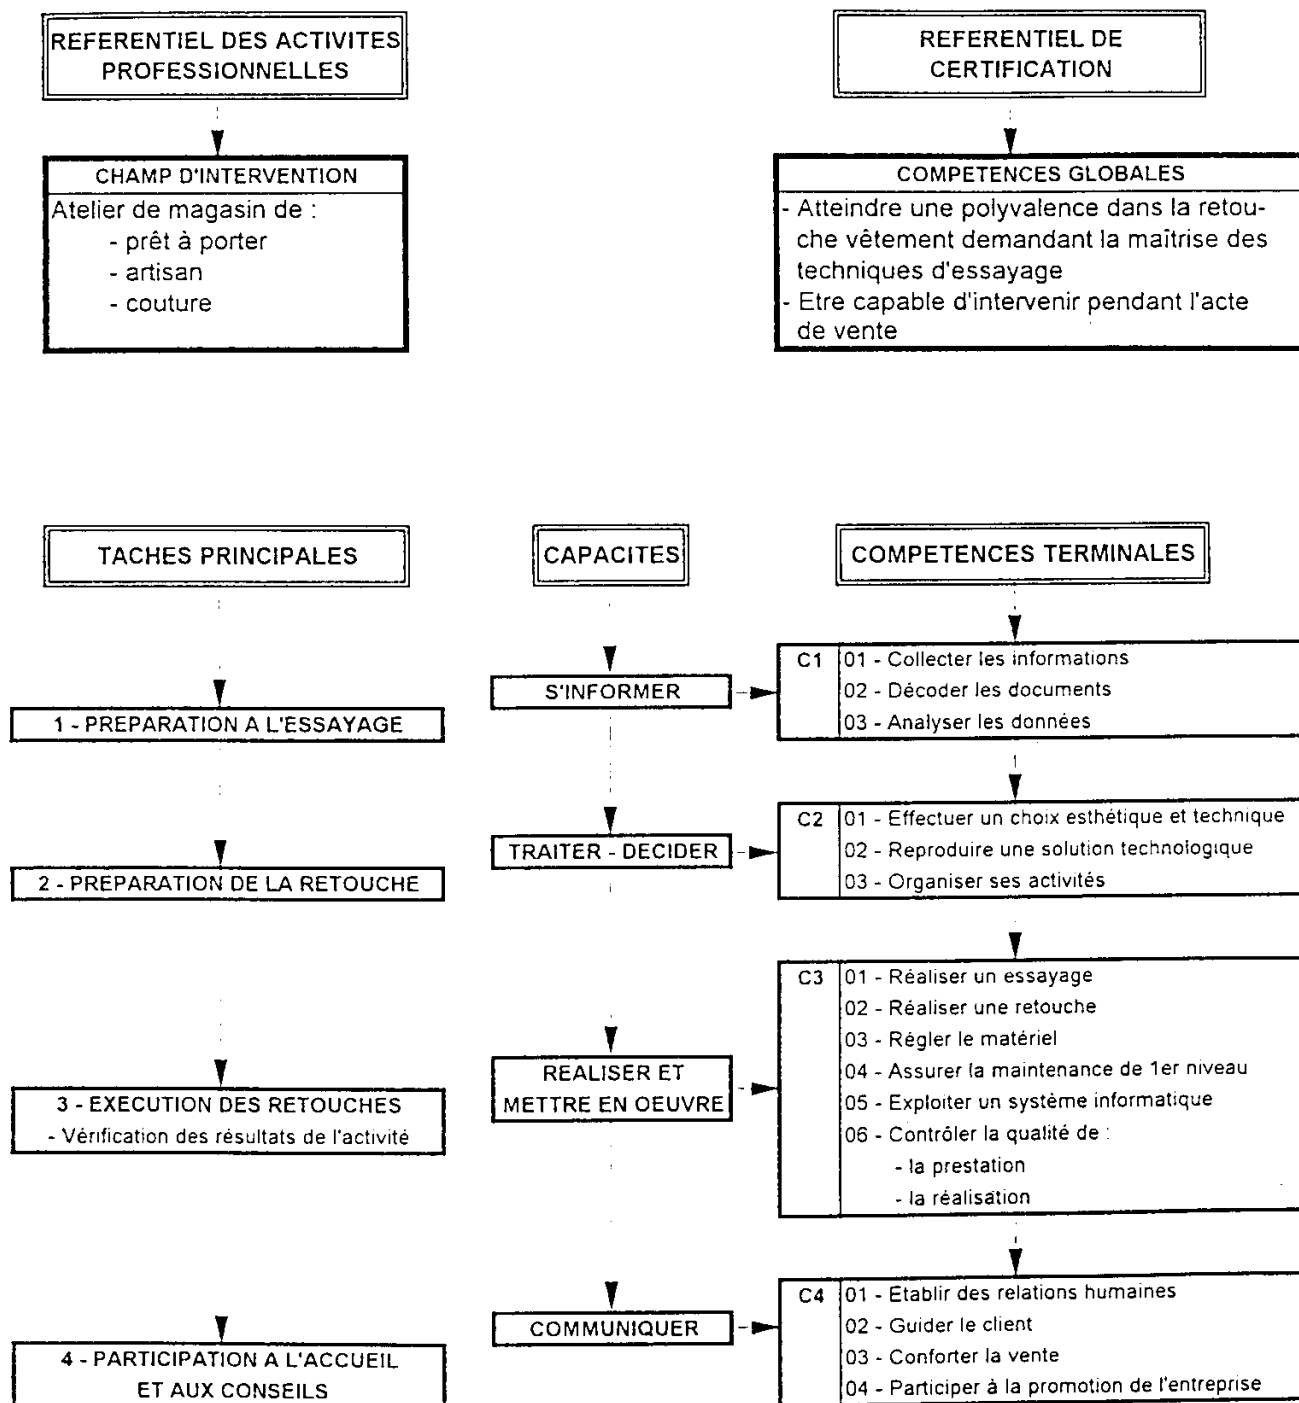 REFERENTIEL DES ACTIVITES
PROFESSIONNELLES
REFERENTIEL DE
CERTIFICATION
CHAMP D'INTERVENTION
Atelier de magasin de :
- prêt à porter
- artisan
- couture
COMPETENCES GLOBALES
- Atteindre une polyvalence dans la retou-
che vêtement demandant la maîtrise des
techniques d'essayage
- Etre capable d'intervenir pendant l'acte
de vente
TACHES PRINCIPALES
1 - PREPARATION A L'ESSAYAGE
2 - PREPARATION DE LA RETOUCHE
3 - EXECUTION DES RETOUCHES
- Vérification des résultats de l'activité
4 - PARTICIPATION A L'ACCUEIL
ET AUX CONSEILS
CAPACITES
S'INFORMER
TRAITER - DECIDER
REALISER ET
METTRE EN OEUVRE
COMMUNIQUER
COMPETENCES TERMINALES
C1 01 - Collecter les informations
02 - Décoder les documents
03 - Analyser les données
C2 01 - Effectuer un choix esthétique et technique
02 - Reproduire une solution technologique
03 - Organiser ses activités
C3 01 - Réaliser un essayage
02 - Réaliser une retouche
03 - Régler le matériel
04 - Assurer la maintenance de 1er niveau
05 - Exploiter un système informatique
06 - Contrôler la qualité de :
- la prestation
- la réalisation
C4 01 - Etablir des relations humaines
02 - Guider le client
03 - Conforter la vente
04 - Participer à la promotion de l'entreprise